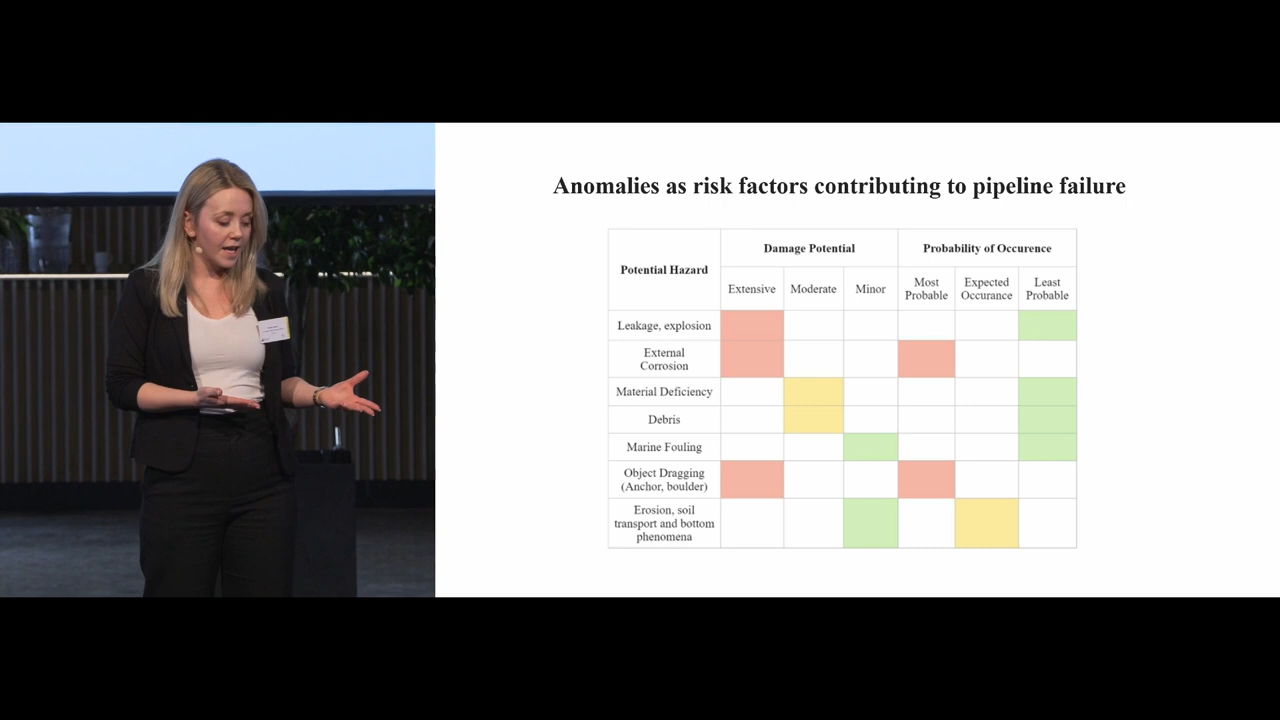 Anomalies as risk factors contributing to pipeline failure
Potential Hazard
Damage Potential
Probability of Occurence
Extensive
Moderate
Minor
Most
Probable
Expected
Occurance
Least
Probable
Leakage, explosion
External
Corrosion
Material Deficiency
Debris
Marine Fouling
Object Dragging
(Anchor, boulder)
Erosion, soil
transport and bottom
phenomena